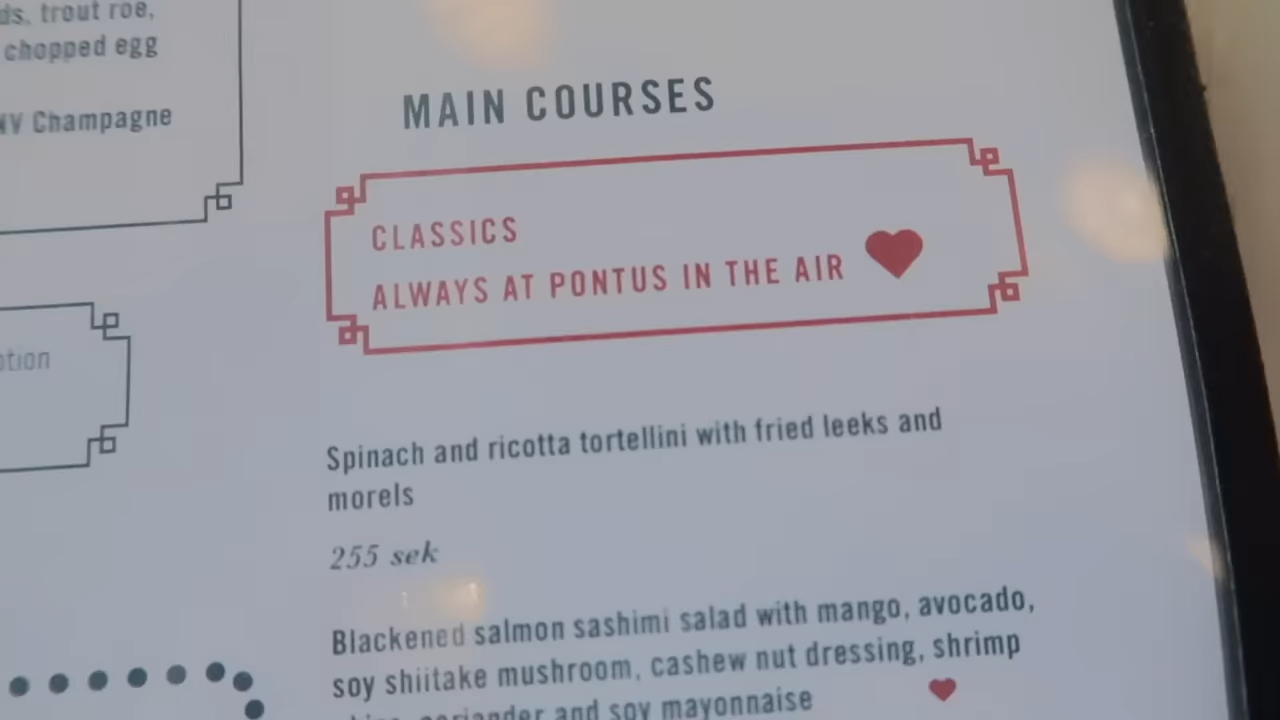 trout roe,
chopped egg
NV Champagne
MAIN COURSES
CLASSICS
ALWAYS AT PONTUS IN THE AIR
Spinach and ricotta tortellini with fried leeks and
morels
255 sek
Blackened salmon sashimi salad with mango, avocado,
soy shiitake mushroom, cashew nut dressing, shrimp
coriander and soy mayonnaise